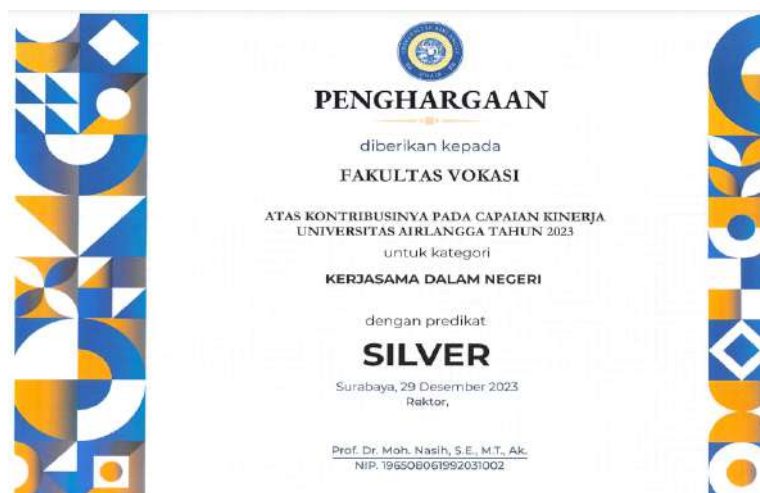 PENGHARGAAN
diberikan kepada
FAKULTAS VOKASI
ATAS KONTRIBUSINYA PADA CAPAIAN KINERJA
UNIVERSITAS AIRLANGGA TAHUN 2023
untuk kategori
KERJASAMA DALAM NEGERI
dengan predikat
SILVER
Surabaya, 29 Desember 2023
Rektor,
Prof. Dr. Moh. Nasih, S.E., M.T., Ak.
NIP. 196508061992031002